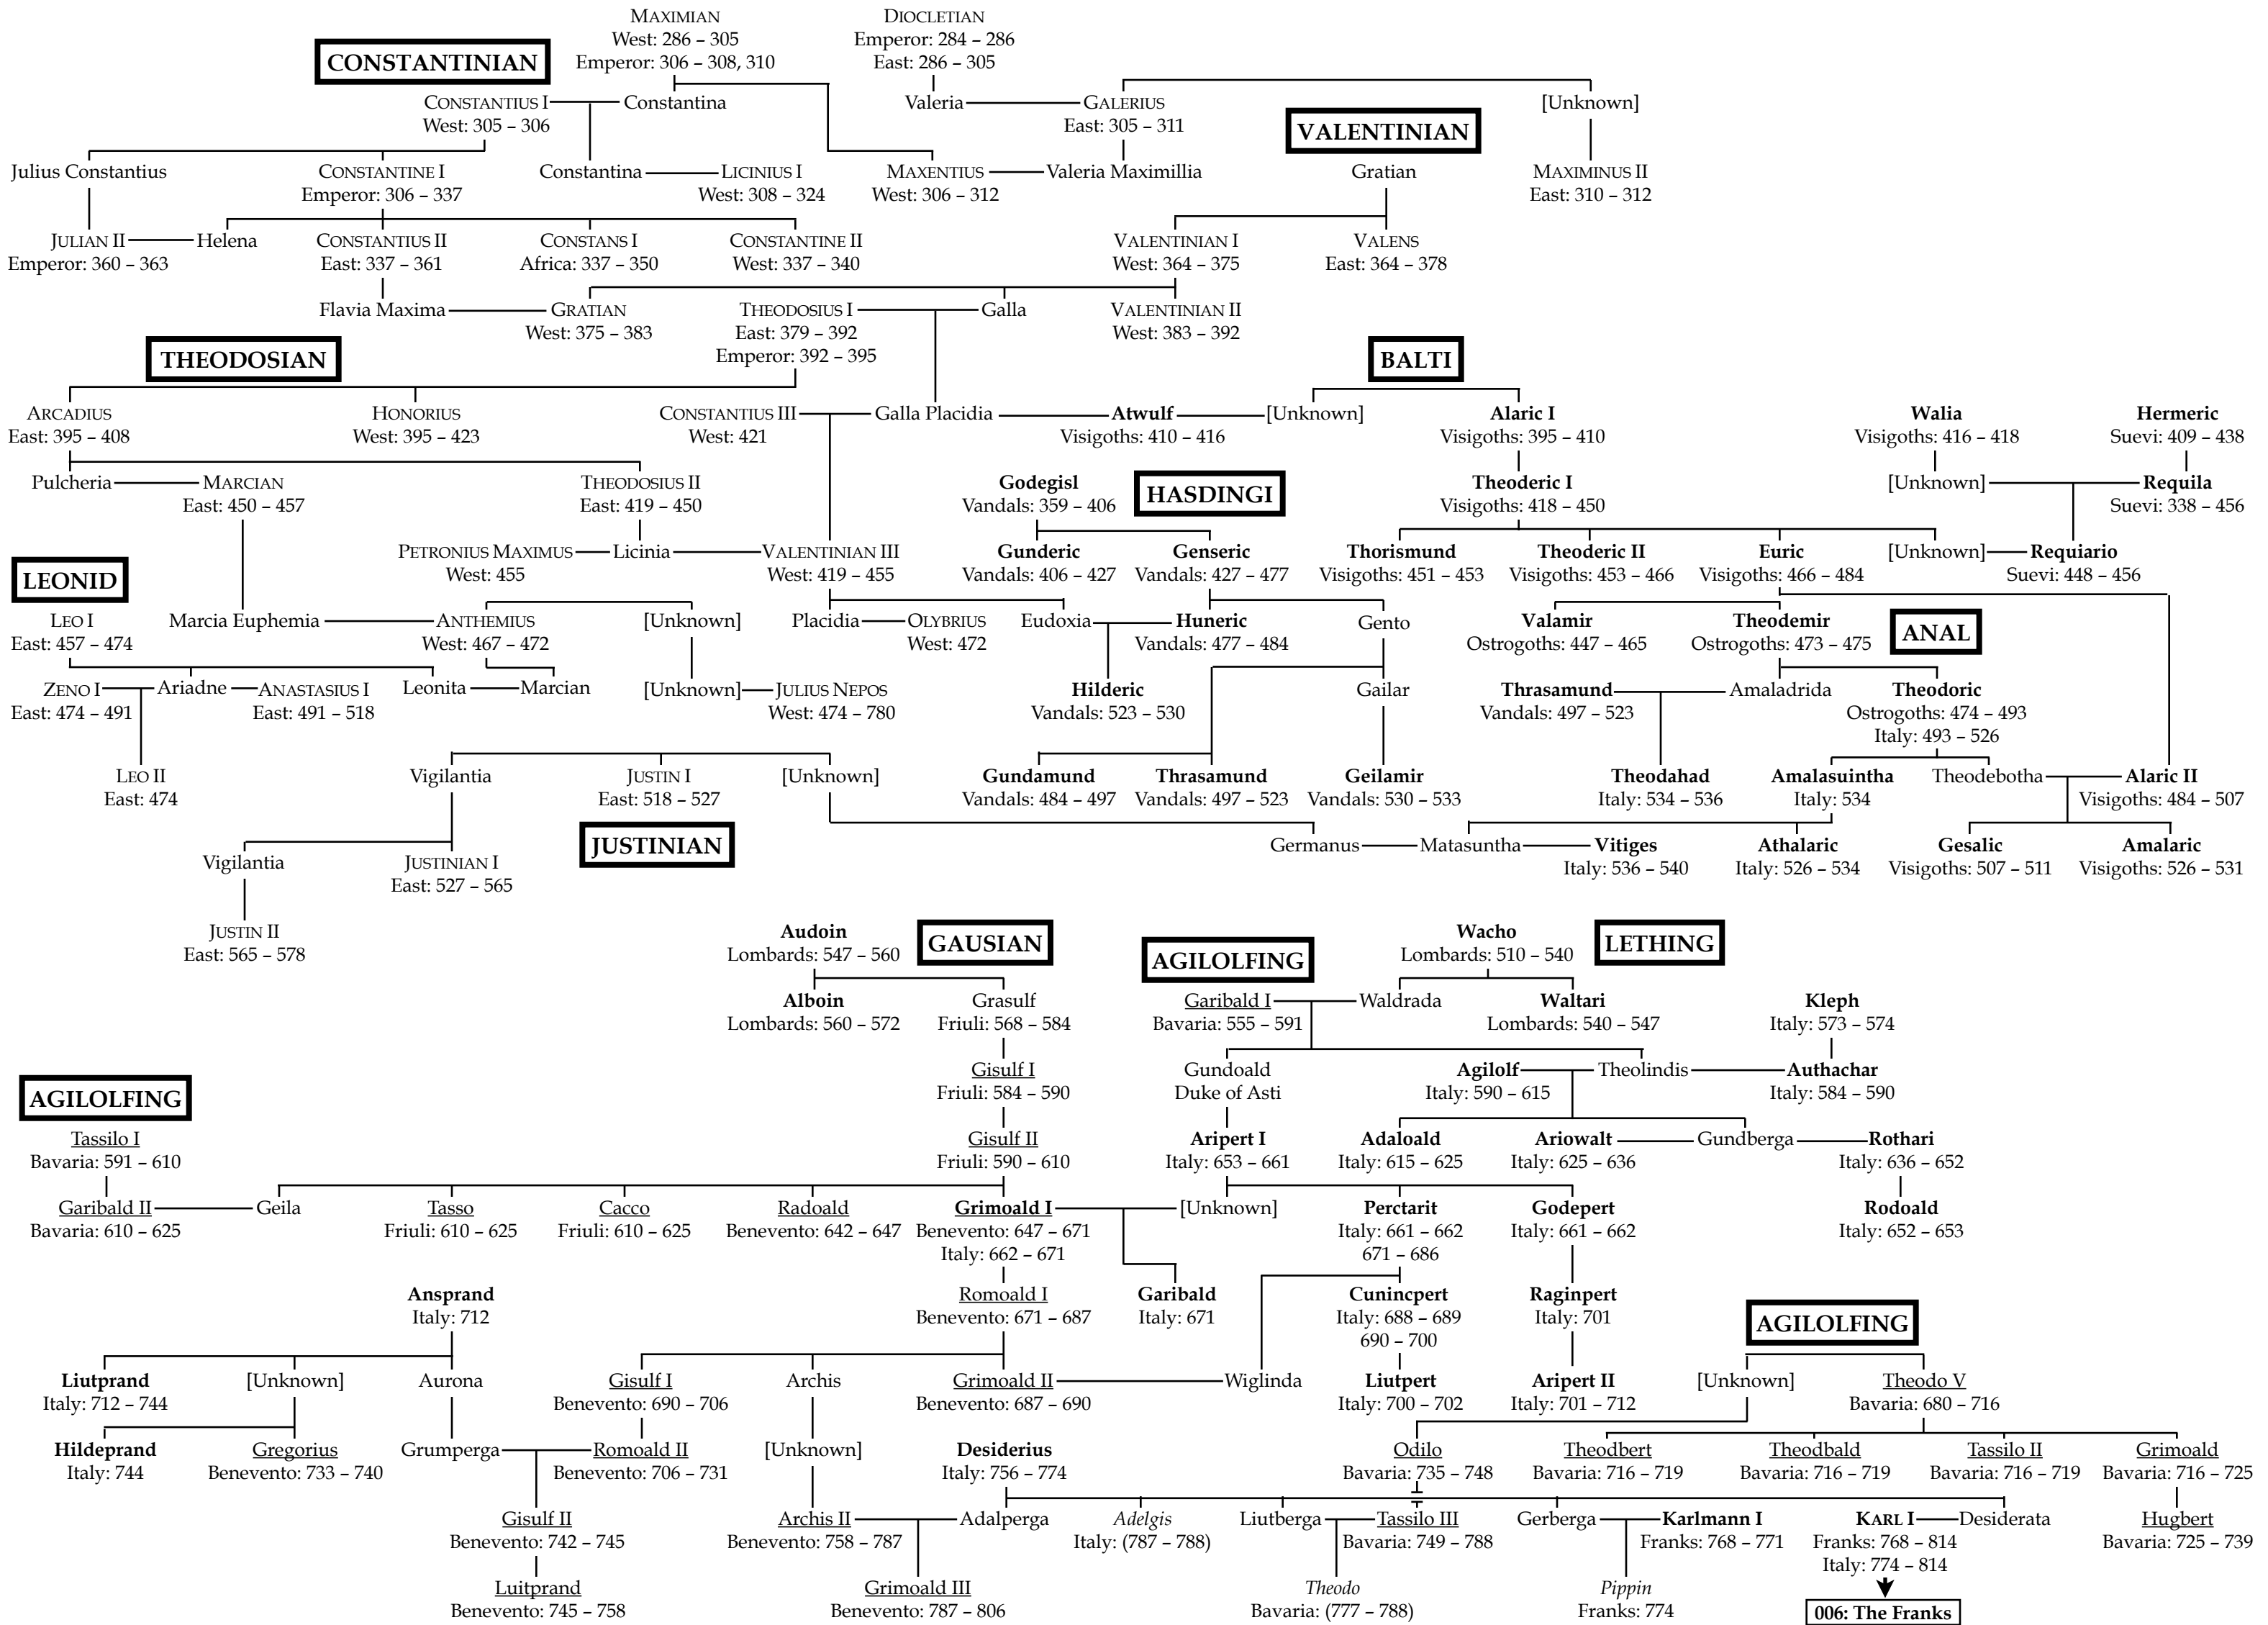 MAXIMIAN
West: 286 – 305
Emperor: 306 – 308, 310
DIOCLETIAN
Emperor: 284 – 286
East: 286 – 305
CONSTANTINIAN
CONSTANTIUS I
West: 305 – 306
Constantina
Valeria
GALERIUS
East: 305 – 311
[Unknown]
VALENTINIAN
Julius Constantius
CONSTANTINE I
Emperor: 306 – 337
Constantina
LICINIUS I
West: 308 – 324
MAXENTIUS
West: 306 – 312
Valeria Maximillia
Gratian
MAXIMINUS II
East: 310 – 312
JULIAN II
Emperor: 360 – 363
Helena
CONSTANTIUS II
East: 337 – 361
CONSTANS I
Africa: 337 – 350
CONSTANTINE II
West: 337 – 340
VALENTINIAN I
West: 364 – 375
VALENS
East: 364 – 378
Flavia Maxima
GRATIAN
West: 375 – 383
THEODOSIUS I
East: 379 – 392
Emperor: 392 – 395
Galla
VALENTINIAN II
West: 383 – 392
THEODOSIAN
BALTI
ARCADIUS
East: 395 – 408
HONORIUS
West: 395 – 423
CONSTANTIUS III
West: 421
Galla Placidia
Atwulf
Visigoths: 410 – 416
[Unknown]
Alaric I
Visigoths: 395 – 410
Walia
Visigoths: 416 – 418
Hermeric
Suevi: 409 – 438
Pulcheria
MARCIAN
East: 450 – 457
THEODOSIUS II
East: 419 – 450
Godegisl
Vandals: 359 – 406
HASDINGI
Theoderic I
Visigoths: 418 – 450
[Unknown]
Requila
Suevi: 338 – 456
PETRONIUS MAXIMUS
West: 455
Licinia
VALENTINIAN III
West: 419 – 455
Gunderic
Vandals: 406 – 427
Genseric
Vandals: 427 – 477
Thorismund
Visigoths: 451 – 453
Theoderic II
Visigoths: 453 – 466
Euric
Visigoths: 466 – 484
[Unknown]
Requiario
Suevi: 448 – 456
LEONID
LEO I
East: 457 – 474
Marcia Euphemia
ANTHEMIUS
West: 467 – 472
[Unknown]
Placidia
OLYBRIUS
West: 472
Eudoxia
Huneric
Vandals: 477 – 484
Gento
Valamir
Ostrogoths: 447 – 465
Theodemir
Ostrogoths: 473 – 475
ANAL
ZENO I
East: 474 – 491
Ariadne
ANASTASIUS I
East: 491 – 518
Leonita
Marcian
[Unknown]
JULIUS NEPOS
West: 474 – 780
Hilderic
Vandals: 523 – 530
Gailar
Thrasamund
Vandals: 497 – 523
Amaladrida
Theodoric
Ostrogoths: 474 – 493
Italy: 493 – 526
LEO II
East: 474
Vigilantia
JUSTIN I
East: 518 – 527
[Unknown]
Gundamund
Vandals: 484 – 497
Thrasamund
Vandals: 497 – 523
Geilamir
Vandals: 530 – 533
Theodahad
Italy: 534 – 536
Amalasuintha
Italy: 534
Theodebotha
Alaric II
Visigoths: 484 – 507
JUSTINIAN
Vigilantia
JUSTINIAN I
East: 527 – 565
Germanus
Matasuntha
Vitiges
Italy: 536 – 540
Athalaric
Italy: 526 – 534
Gesalic
Visigoths: 507 – 511
Amalaric
Visigoths: 526 – 531
JUSTIN II
East: 565 – 578
Audoin
Lombards: 547 – 560
GAUSIAN
AGILOLFING
Wacho
Lombards: 510 – 540
LETHING
Alboin
Lombards: 560 – 572
Grasulf
Friuli: 568 – 584
Garibald I
Bavaria: 555 – 591
Waldrada
Waltari
Lombards: 540 – 547
Kleph
Italy: 573 – 574
AGILOLFING
Gisulf I
Friuli: 584 – 590
Gundoald
Duke of Asti
Agilolf
Italy: 590 – 615
Theolindis
Authachar
Italy: 584 – 590
Tassilo I
Bavaria: 591 – 610
Gisulf II
Friuli: 590 – 610
Aripert I
Italy: 653 – 661
Adaloald
Italy: 615 – 625
Ariowalt
Italy: 625 – 636
Gundberga
Rothari
Italy: 636 – 652
Garibald II
Bavaria: 610 – 625
Geila
Tasso
Friuli: 610 – 625
Cacco
Friuli: 610 – 625
Radoald
Benevento: 642 – 647
Grimoald I
Benevento: 647 – 671
Italy: 662 – 671
[Unknown]
Perctarit
Italy: 661 – 662
671 – 686
Godepert
Italy: 661 – 662
Rodoald
Italy: 652 – 653
Ansprand
Italy: 712
Romoald I
Benevento: 671 – 687
Garibald
Italy: 671
Cunincpert
Italy: 688 – 689
690 – 700
Raginpert
Italy: 701
AGILOLFING
Liutprand
Italy: 712 – 744
[Unknown]
Aurona
Gisulf I
Benevento: 690 – 706
Archis
Grimoald II
Benevento: 687 – 690
Wiglinda
Liutpert
Italy: 700 – 702
Aripert II
Italy: 701 – 712
[Unknown]
Theodo V
Bavaria: 680 – 716
Hildeprand
Italy: 744
Gregorius
Benevento: 733 – 740
Grumperga
Romoald II
Benevento: 706 – 731
[Unknown]
Desiderius
Italy: 756 – 774
Odilo
Bavaria: 735 – 748
Theodbert
Bavaria: 716 – 719
Theodbald
Bavaria: 716 – 719
Tassilo II
Bavaria: 716 – 719
Grimoald
Bavaria: 716 – 725
Gisulf II
Benevento: 742 – 745
Archis II
Benevento: 758 – 787
Adalperga
Adelgis
Italy: (787 – 788)
Liutberga
Tassilo III
Bavaria: 749 – 788
Gerberga
Karlmann I
Franks: 768 – 771
KARL I
Franks: 768 – 814
Italy: 774 – 814
Desiderata
Hugbert
Bavaria: 725 – 739
Luitprand
Benevento: 745 – 758
Grimoald III
Benevento: 787 – 806
Theodo
Bavaria: (777 – 788)
Pippin
Franks: 774
006: The Franks